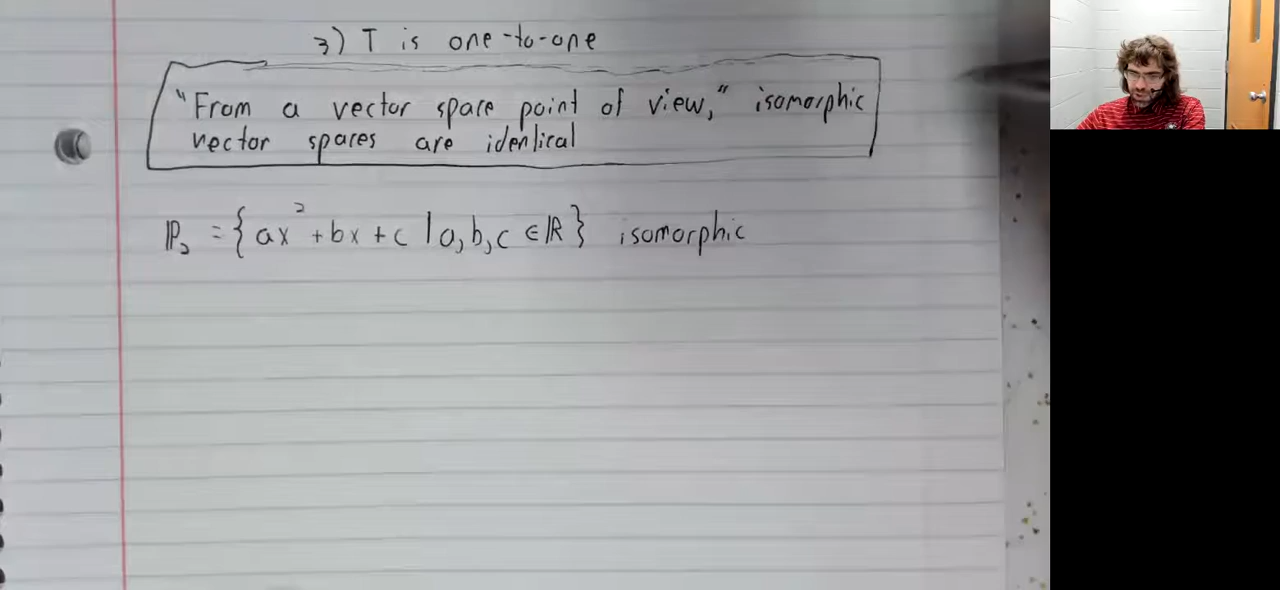 3) T is one-to-one
"From a vector space point of view," isomorphic
vector spaces are identical
ℙ₂ = { ax² + bx + c | a, b, c ∈ ℝ } isomorphic